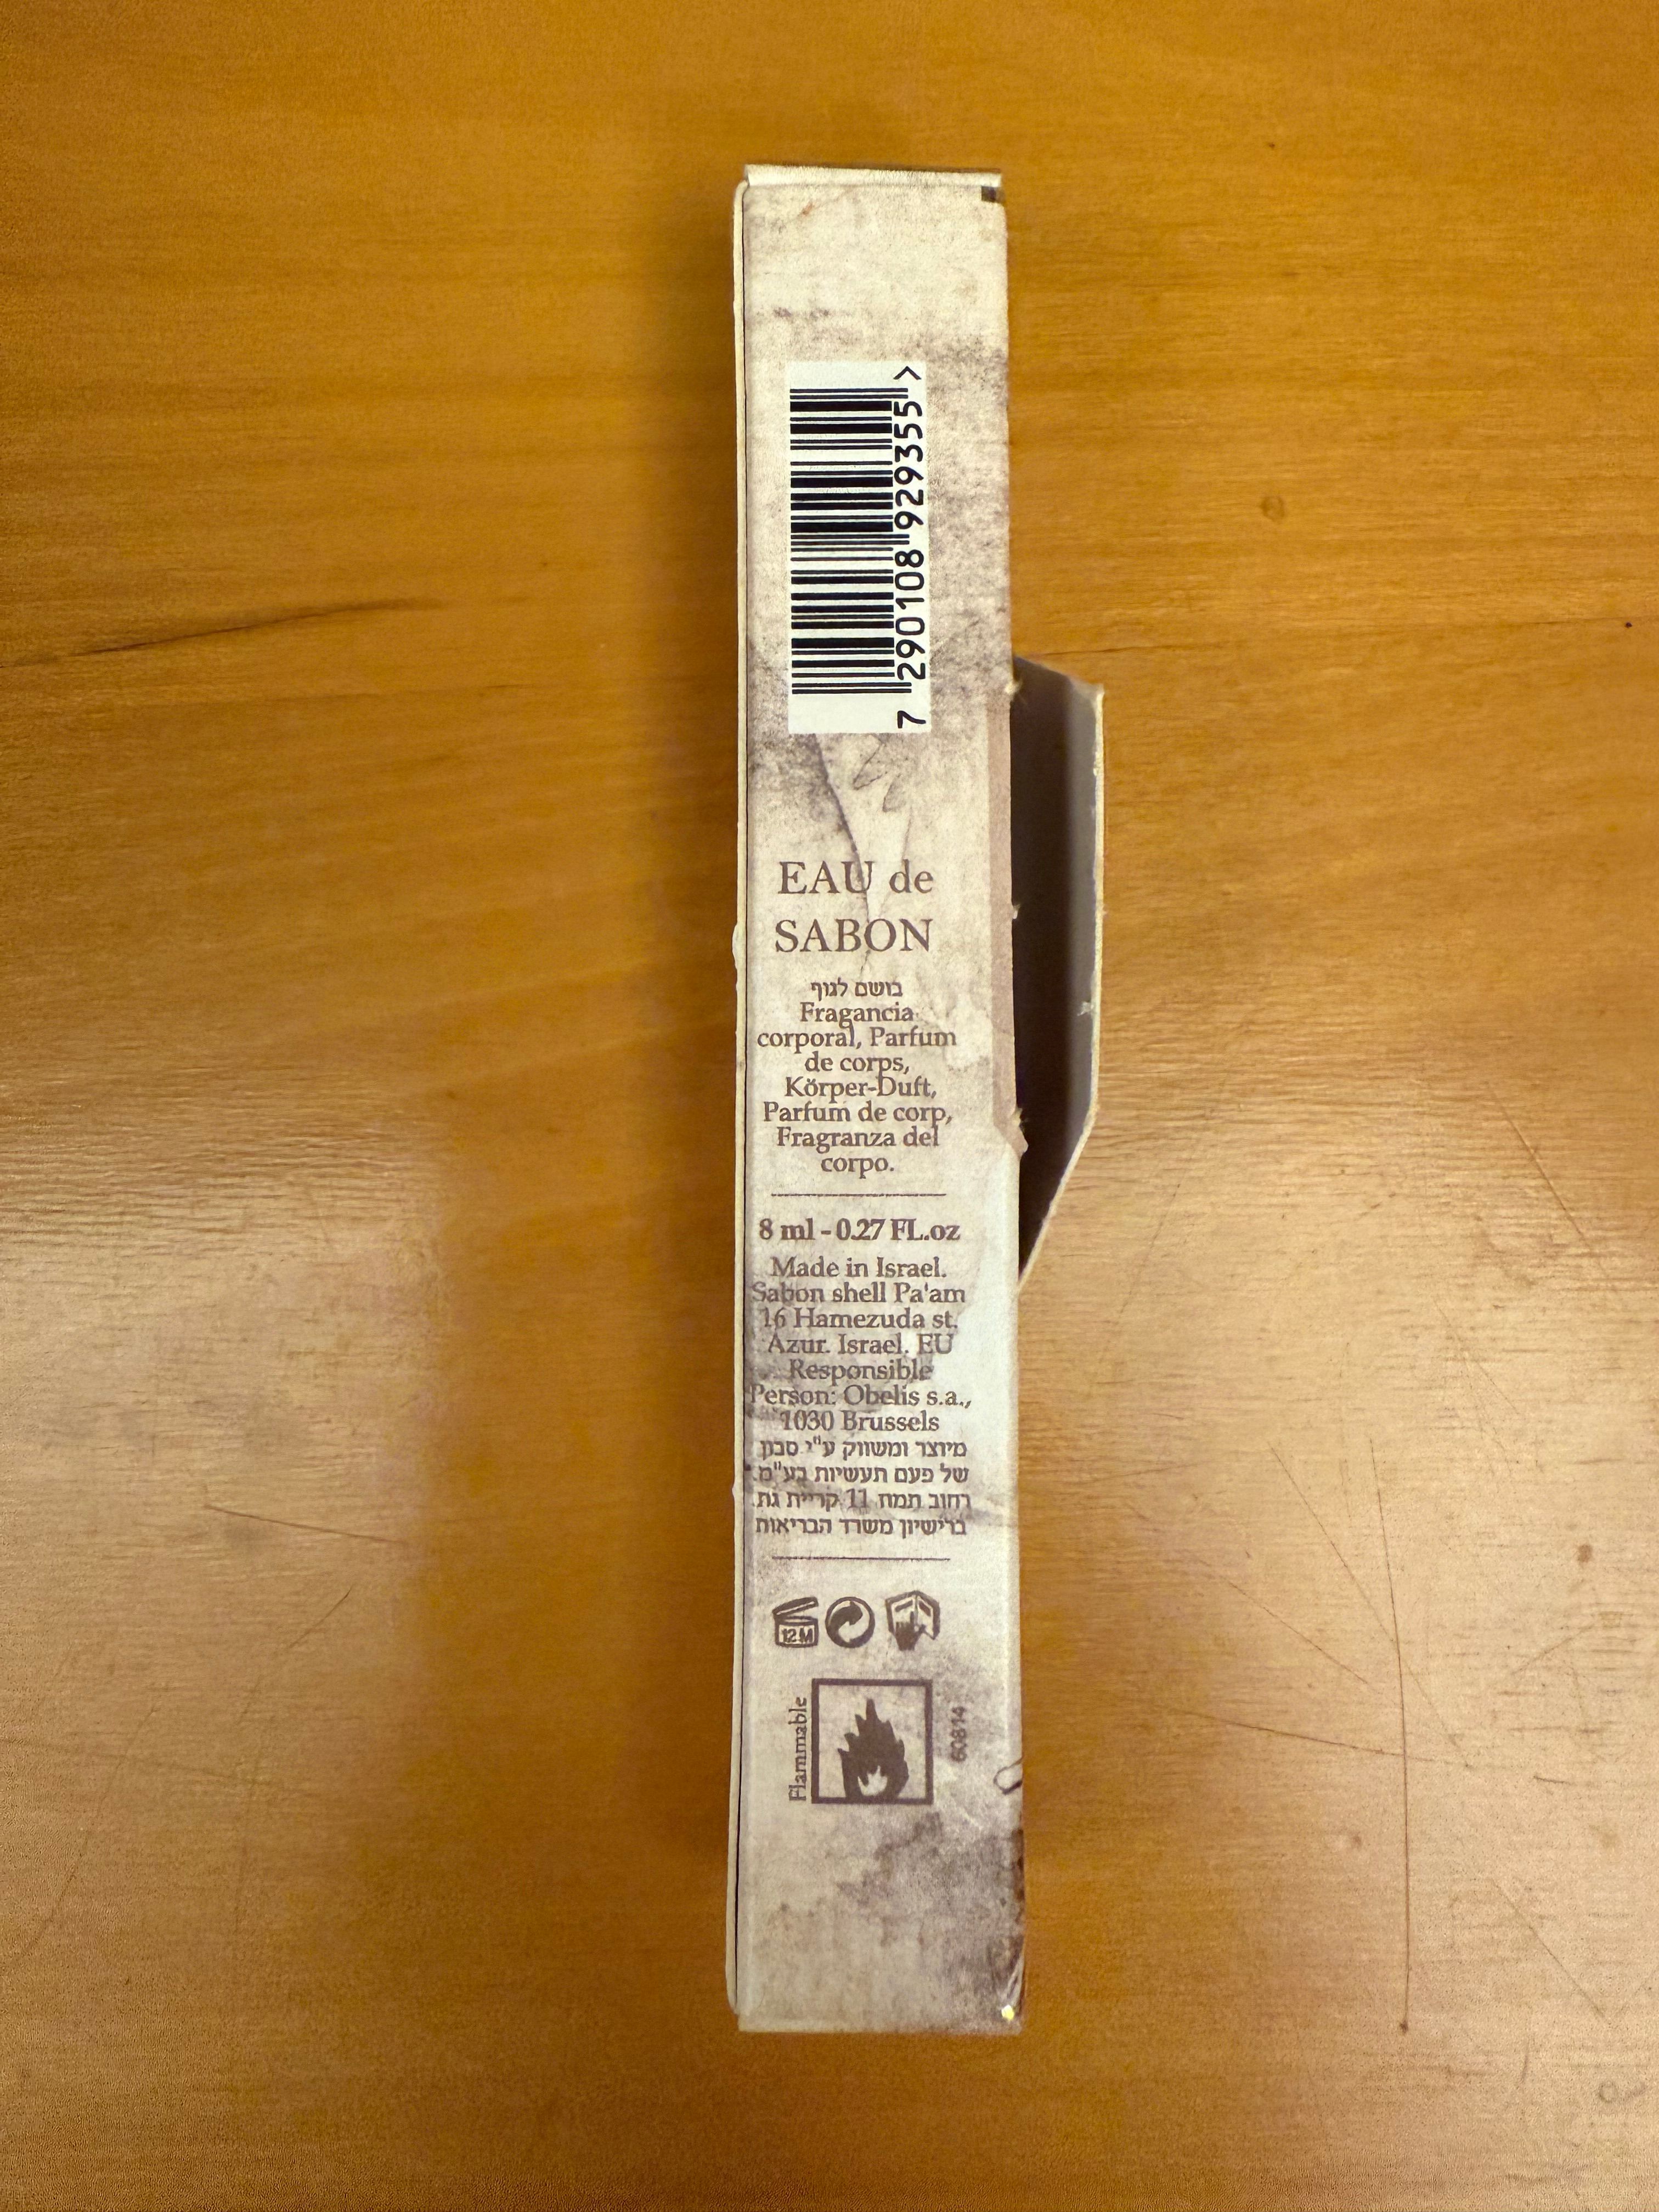 7 290108 929355 >
EAU de
SABON
בושם לגוף
Fragancia
corporal, Parfum
de corps,
Körper-Duft,
Parfum de corp,
Fragranza del
corpo.
8 ml - 0.27 FL.oz
Made in Israel.
Sabon shell Pa'am
16 Hamezuda st.
Azur. Israel. EU
Responsible
Person: Obelis s.a.,
1030 Brussels
מיוצר ומשווק ע"י סבון
של פעם תעשיות בע"מ.
רחוב תמח 11 קריית גת.
ברישיון משרד הבריאות
12 M
Flammable
60814